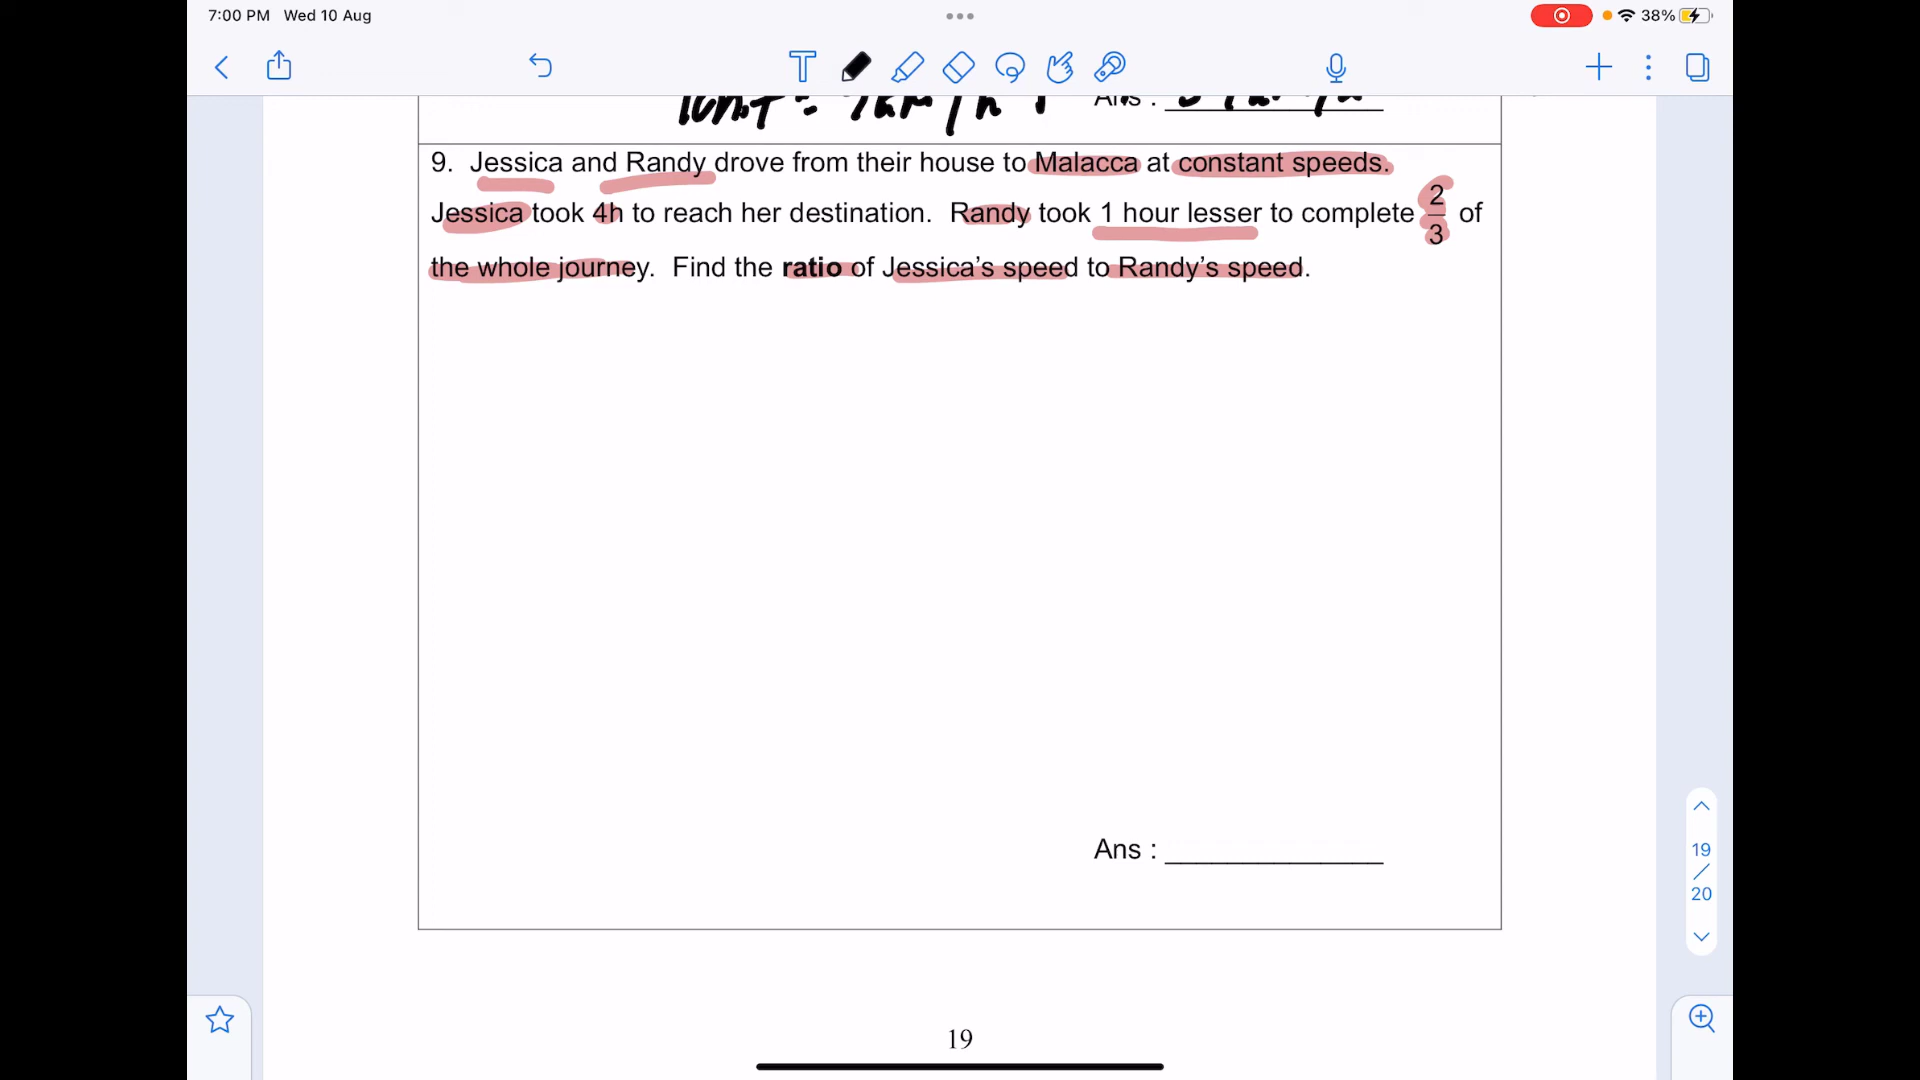 7:00 PM Wed 10 Aug
38%
T
Ans :
9. Jessica and Randy drove from their house to Malacca at constant speeds.
Jessica took 4h to reach her destination. Randy took 1 hour lesser to complete 2/3 of
the whole journey. Find the ratio of Jessica's speed to Randy's speed.
Ans :
19
/
20
19